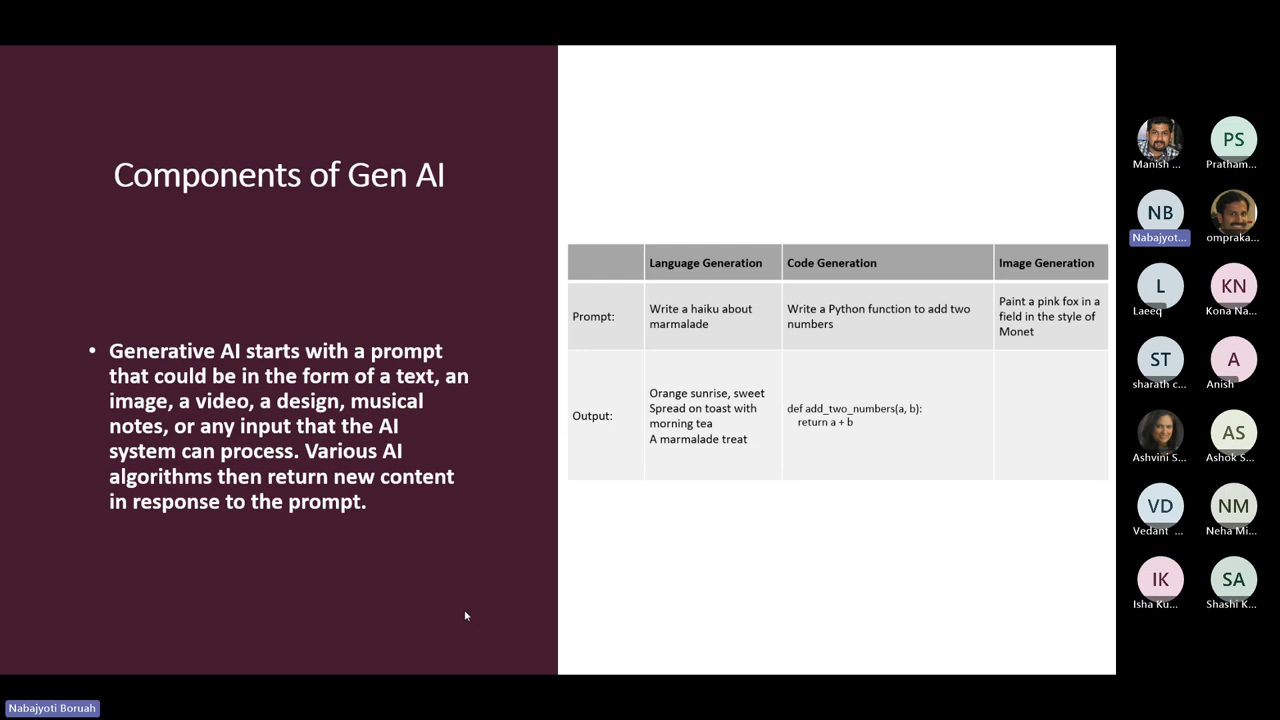 Components of Gen AI
• Generative AI starts with a prompt
that could be in the form of a text, an
image, a video, a design, musical
notes, or any input that the AI
system can process. Various AI
algorithms then return new content
in response to the prompt.
Language Generation
Code Generation
Image Generation
Prompt:
Write a haiku about
marmalade
Write a Python function to add two
numbers
Paint a pink fox in a
field in the style of
Monet
Output:
Orange sunrise, sweet
Spread on toast with
morning tea
A marmalade treat
def add_two_numbers(a, b):
return a + b
Manish ...
PS
Pratham...
NB
Nabajyot...
ompraka...
L
Laeeq
KN
Kona Na...
ST
sharath c...
A
Anish
Ashvini S...
AS
Ashok S...
VD
Vedant ...
NM
Neha Mi...
IK
Isha Ku...
SA
Shashi K...
Nabajyoti Boruah